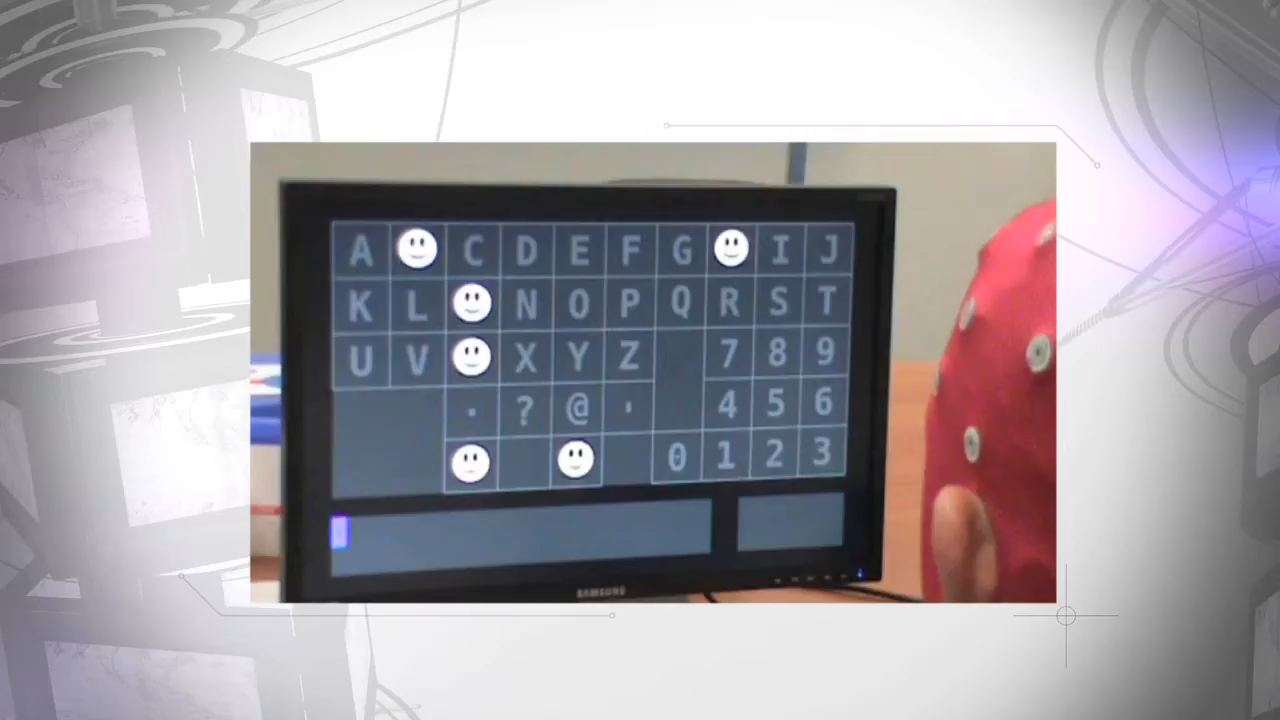 A C D E F G I J
K L N O P Q R S T
U V X Y Z 7 8 9
. ? @ ' 4 5 6
0 1 2 3
SAMSUNG